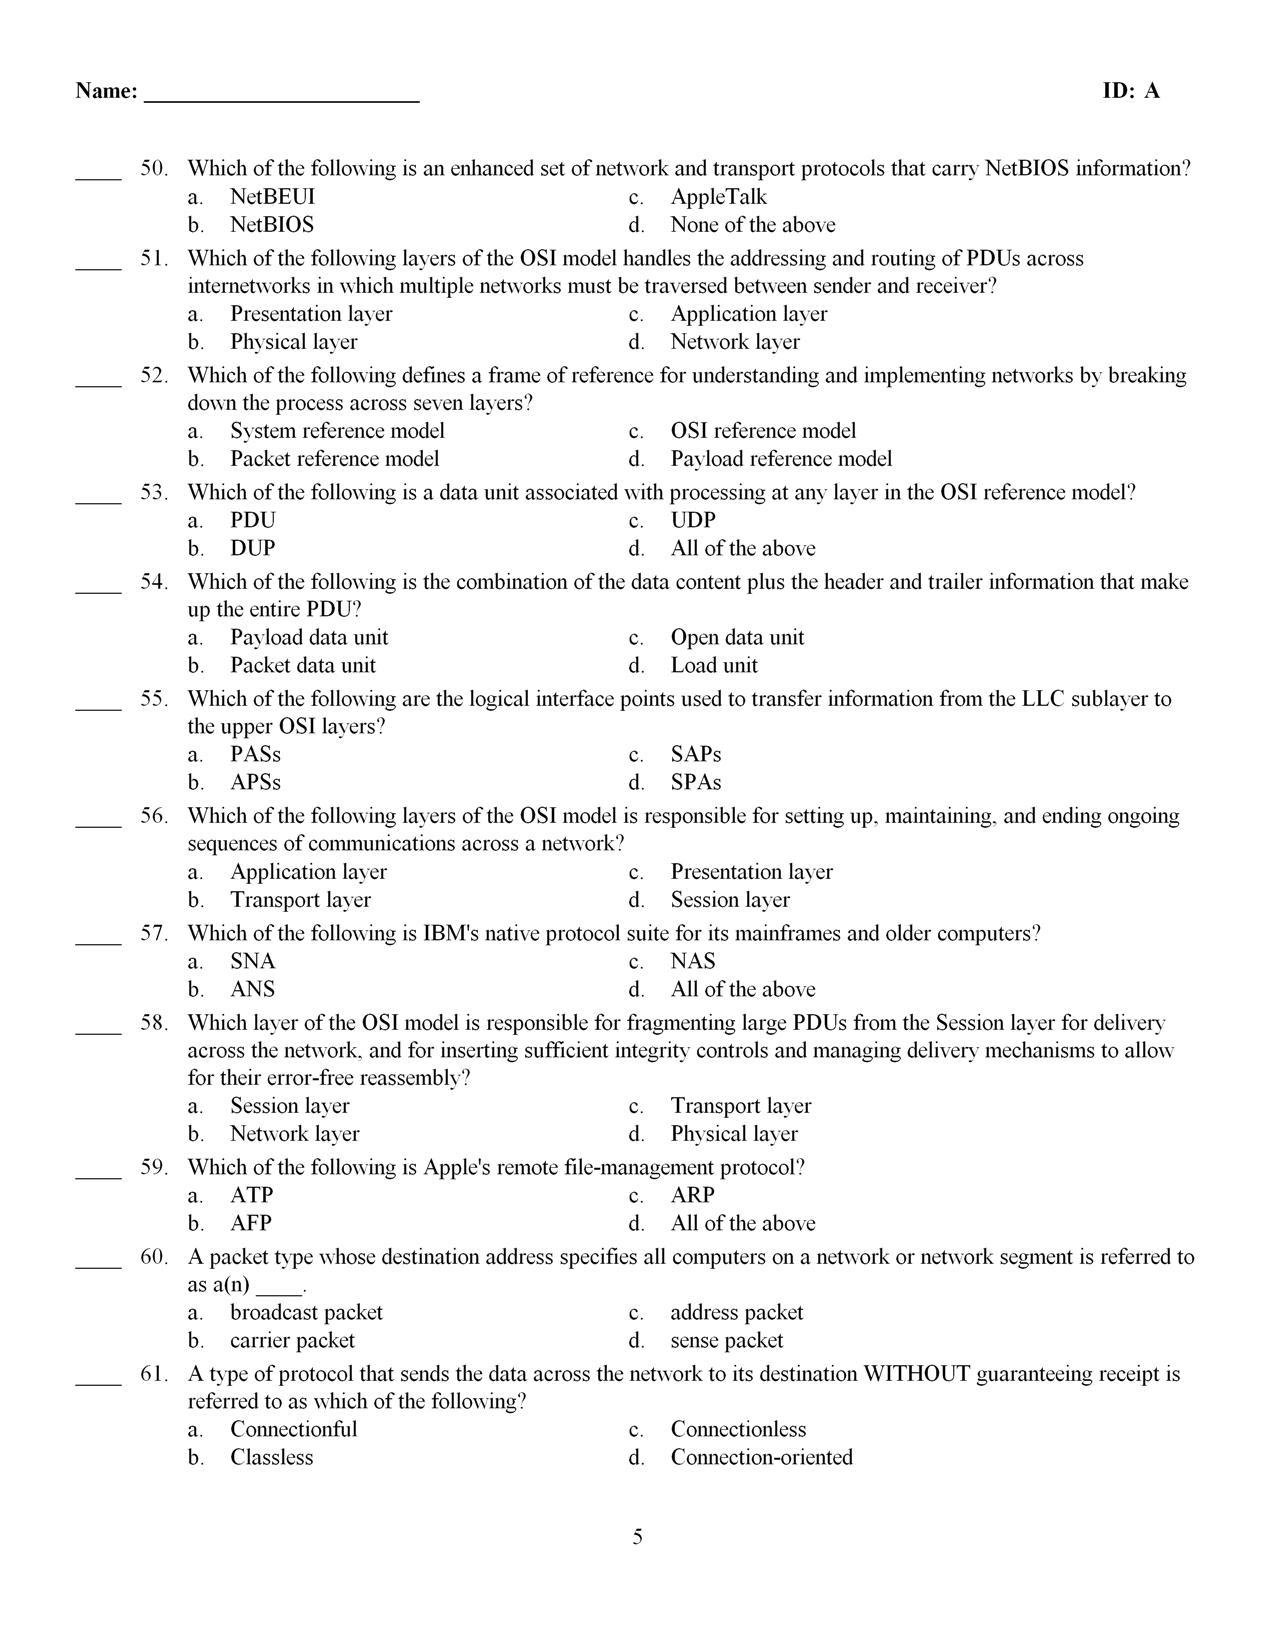 Name: ______________________ ID: A
____ 50. Which of the following is an enhanced set of network and transport protocols that carry NetBIOS information?
a. NetBEUI c. AppleTalk
b. NetBIOS d. None of the above
____ 51. Which of the following layers of the OSI model handles the addressing and routing of PDUs across
internetworks in which multiple networks must be traversed between sender and receiver?
a. Presentation layer c. Application layer
b. Physical layer d. Network layer
____ 52. Which of the following defines a frame of reference for understanding and implementing networks by breaking
down the process across seven layers?
a. System reference model c. OSI reference model
b. Packet reference model d. Payload reference model
____ 53. Which of the following is a data unit associated with processing at any layer in the OSI reference model?
a. PDU c. UDP
b. DUP d. All of the above
____ 54. Which of the following is the combination of the data content plus the header and trailer information that make
up the entire PDU?
a. Payload data unit c. Open data unit
b. Packet data unit d. Load unit
____ 55. Which of the following are the logical interface points used to transfer information from the LLC sublayer to
the upper OSI layers?
a. PASs c. SAPs
b. APSs d. SPAs
____ 56. Which of the following layers of the OSI model is responsible for setting up, maintaining, and ending ongoing
sequences of communications across a network?
a. Application layer c. Presentation layer
b. Transport layer d. Session layer
____ 57. Which of the following is IBM's native protocol suite for its mainframes and older computers?
a. SNA c. NAS
b. ANS d. All of the above
____ 58. Which layer of the OSI model is responsible for fragmenting large PDUs from the Session layer for delivery
across the network, and for inserting sufficient integrity controls and managing delivery mechanisms to allow
for their error-free reassembly?
a. Session layer c. Transport layer
b. Network layer d. Physical layer
____ 59. Which of the following is Apple's remote file-management protocol?
a. ATP c. ARP
b. AFP d. All of the above
____ 60. A packet type whose destination address specifies all computers on a network or network segment is referred to
as a(n) ____.
a. broadcast packet c. address packet
b. carrier packet d. sense packet
____ 61. A type of protocol that sends the data across the network to its destination WITHOUT guaranteeing receipt is
referred to as which of the following?
a. Connectionful c. Connectionless
b. Classless d. Connection-oriented
5